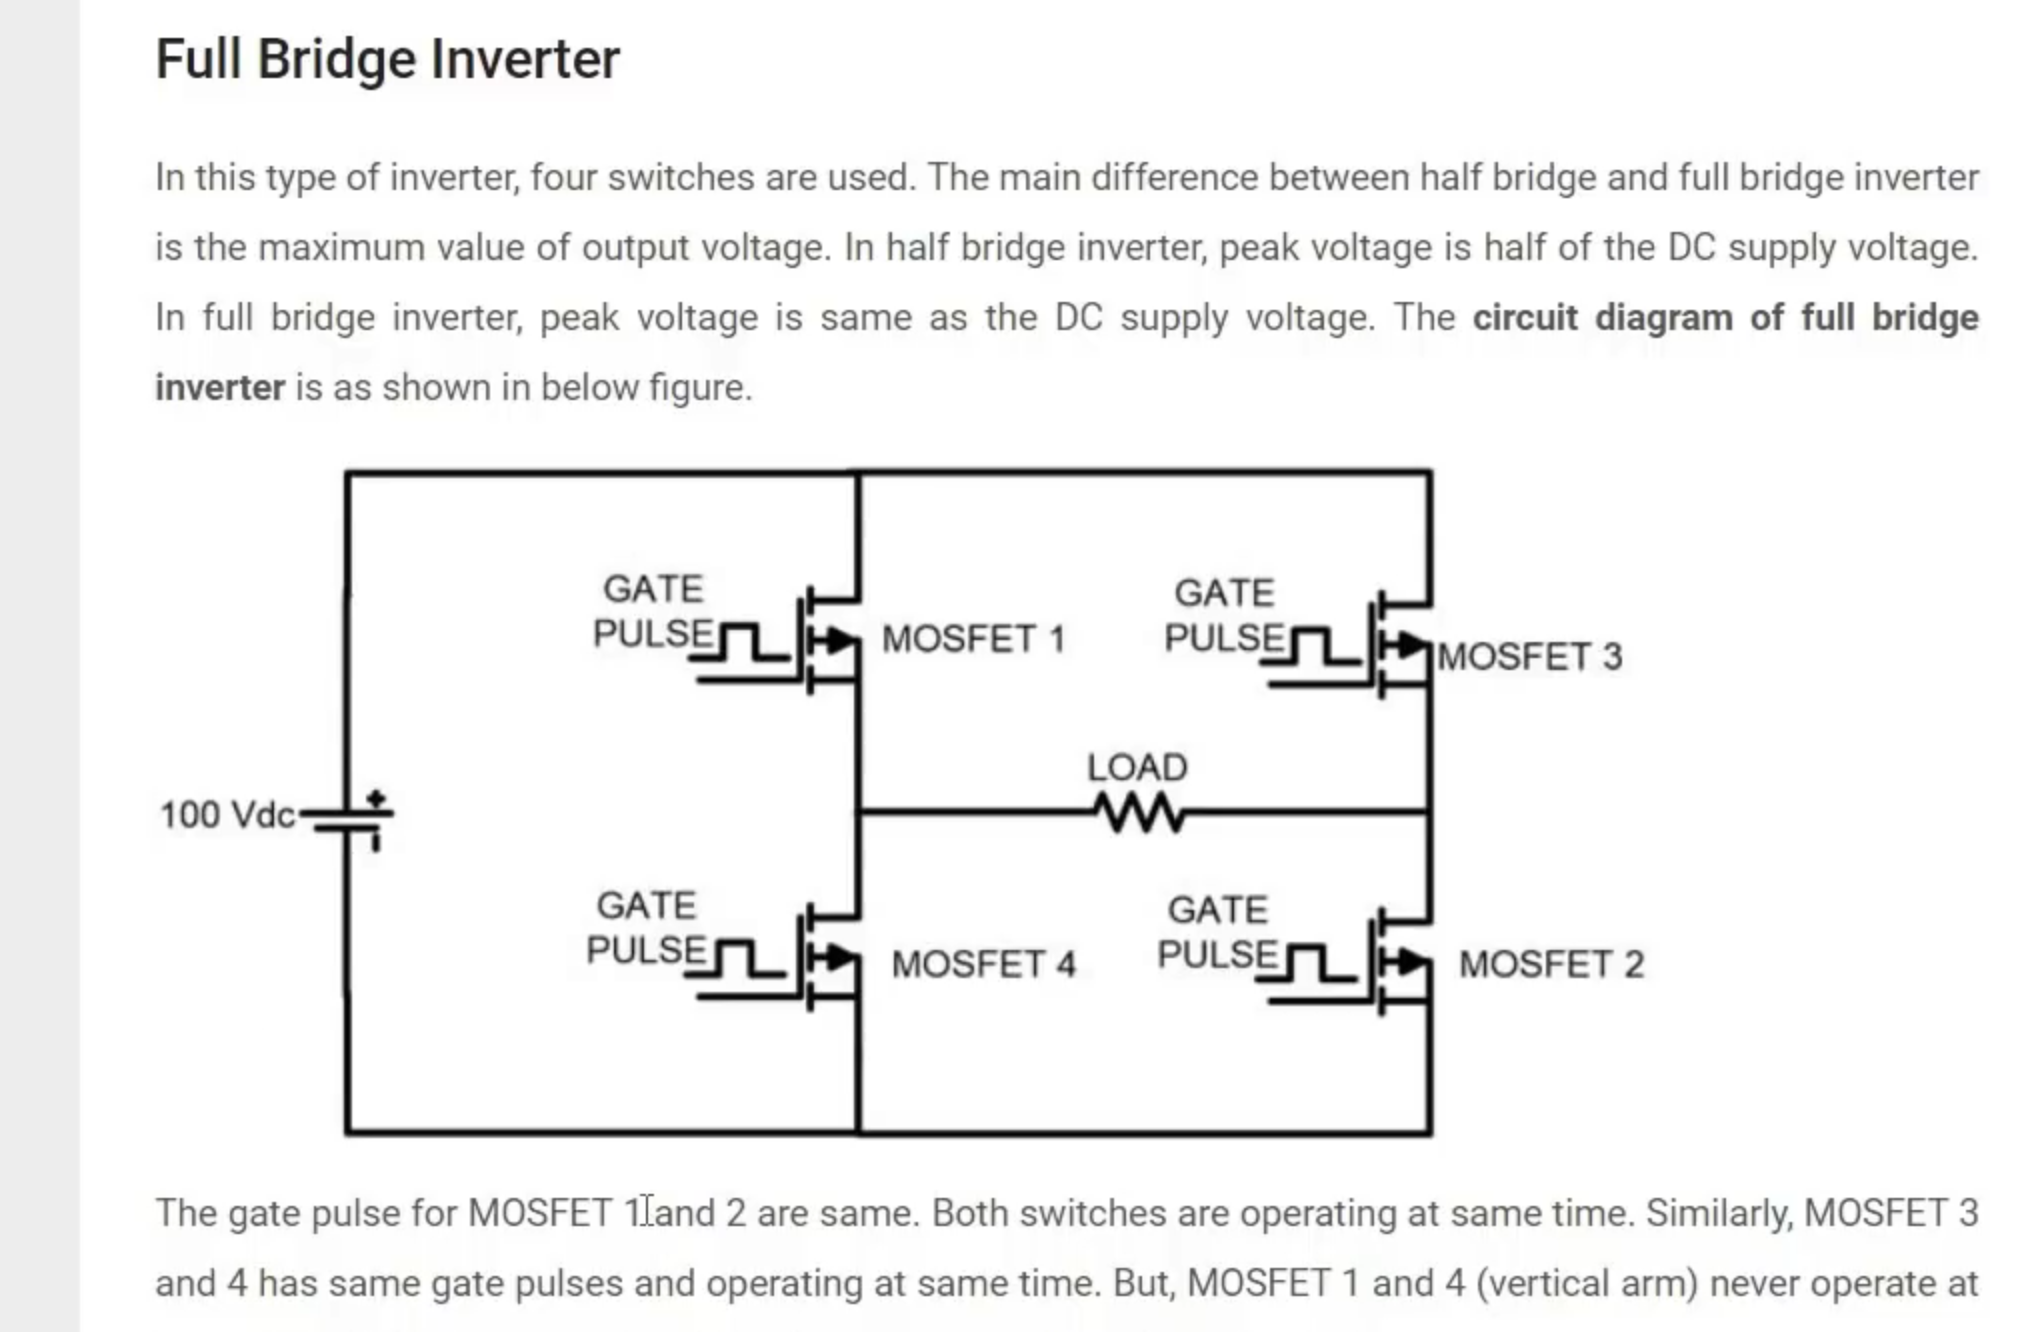 Full Bridge Inverter
In this type of inverter, four switches are used. The main difference between half bridge and full bridge inverter
is the maximum value of output voltage. In half bridge inverter, peak voltage is half of the DC supply voltage.
In full bridge inverter, peak voltage is same as the DC supply voltage. The circuit diagram of full bridge
inverter is as shown in below figure.
GATE
PULSE
MOSFET 1
GATE
PULSE
MOSFET 3
LOAD
100 Vdc
+
-
GATE
PULSE
MOSFET 4
GATE
PULSE
MOSFET 2
The gate pulse for MOSFET 1 and 2 are same. Both switches are operating at same time. Similarly, MOSFET 3
and 4 has same gate pulses and operating at same time. But, MOSFET 1 and 4 (vertical arm) never operate at